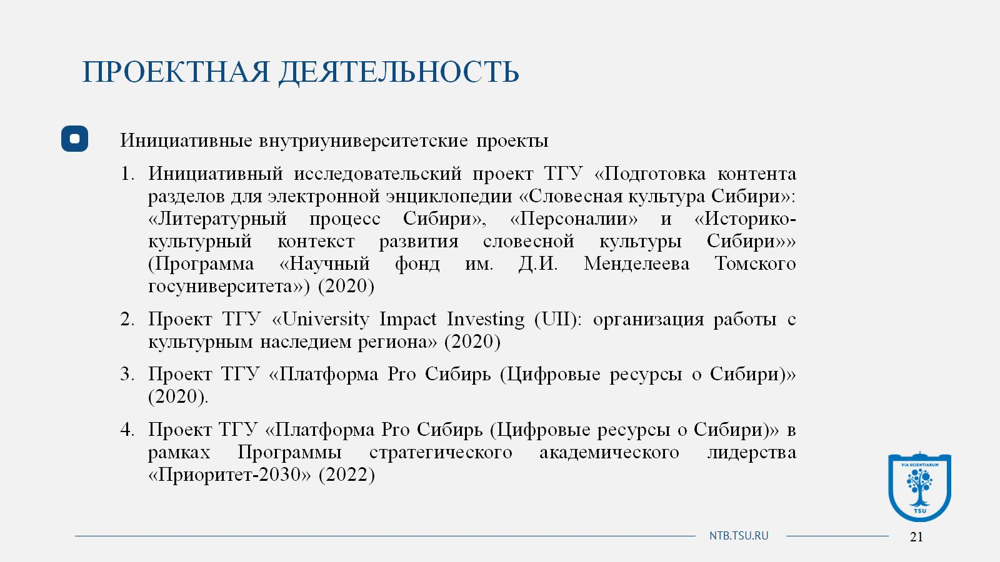 ПРОЕКТНАЯ ДЕЯТЕЛЬНОСТЬ
Инициативные внутриуниверситетские проекты
1. Инициативный исследовательский проект ТГУ «Подготовка контента
разделов для электронной энциклопедии «Словесная культура Сибири»:
«Литературный процесс Сибири», «Персоналии» и «Историко-
культурный контекст развития словесной культуры Сибири»»
(Программа «Научный фонд им. Д.И. Менделеева Томского
госуниверситета») (2020)
2. Проект ТГУ «University Impact Investing (UII): организация работы с
культурным наследием региона» (2020)
3. Проект ТГУ «Платформа Pro Сибирь (Цифровые ресурсы о Сибири)»
(2020).
4. Проект ТГУ «Платформа Pro Сибирь (Цифровые ресурсы о Сибири)» в
рамках Программы стратегического академического лидерства
«Приоритет-2030» (2022)
VIA SCIENTIARUM
TSU
NTB.TSU.RU
21